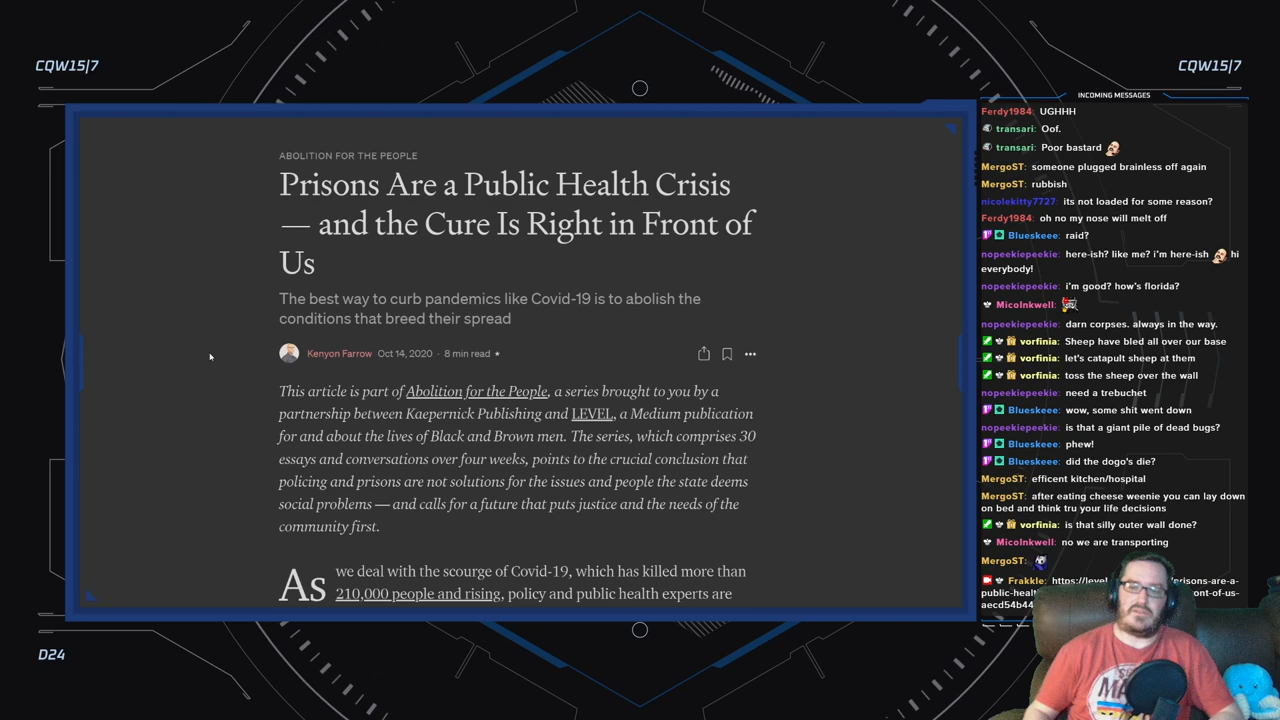 CQW15|7
CQW15|7
INCOMING MESSAGES
ABOLITION FOR THE PEOPLE
Prisons Are a Public Health Crisis
— and the Cure Is Right in Front of
Us
The best way to curb pandemics like Covid-19 is to abolish the
conditions that breed their spread
Kenyon Farrow Oct 14, 2020 · 8 min read
This article is part of Abolition for the People, a series brought to you by a
partnership between Kaepernick Publishing and LEVEL, a Medium publication
for and about the lives of Black and Brown men. The series, which comprises 30
essays and conversations over four weeks, points to the crucial conclusion that
policing and prisons are not solutions for the issues and people the state deems
social problems — and calls for a future that puts justice and the needs of the
community first.
As we deal with the scourge of Covid-19, which has killed more than
210,000 people and rising, policy and public health experts are
Ferdy1984: UGHHH
transari: Oof.
transari: Poor bastard
MergoST: someone plugged brainless off again
MergoST: rubbish
nicolekitty7727: its not loaded for some reason?
Ferdy1984: oh no my nose will melt off
Blueskeee: raid?
nopeekiepeekie: here-ish? like me? i'm here-ish hi
everybody!
nopeekiepeekie: i'm good? how's florida?
MicoInkwell:
nopeekiepeekie: darn corpses. always in the way.
vorfinia: Sheep have bled all over our base
vorfinia: let's catapult sheep at them
vorfinia: toss the sheep over the wall
nopeekiepeekie: need a trebuchet
Blueskeee: wow, some shit went down
nopeekiepeekie: is that a giant pile of dead bugs?
Blueskeee: phew!
Blueskeee: did the dogo's die?
MergoST: efficent kitchen/hospital
MergoST: after eating cheese weenie you can lay down
on bed and think tru your life decisions
vorfinia: is that silly outer wall done?
MicoInkwell: no we are transporting
MergoST:
Frakkle: https://level
risons-are-a-
public-heal
ont-of-us-
aecd54b44
D24